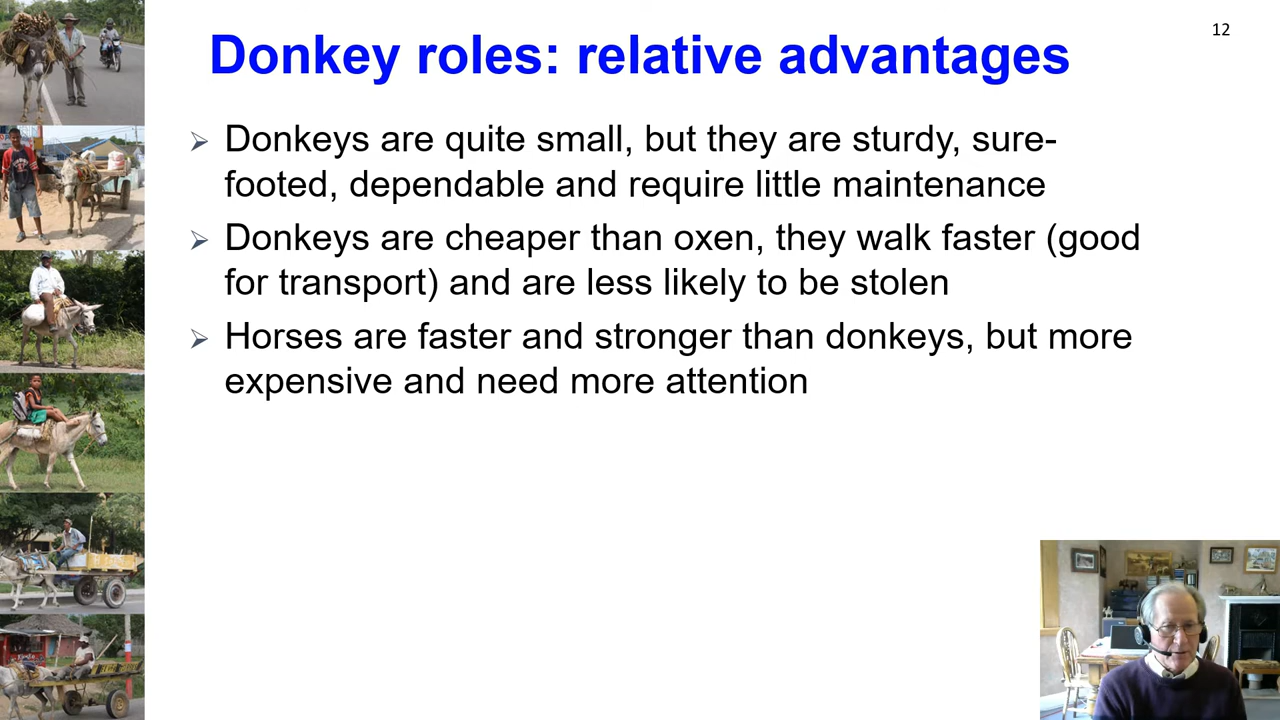 12
Donkey roles: relative advantages
Donkeys are quite small, but they are sturdy, sure-
footed, dependable and require little maintenance
Donkeys are cheaper than oxen, they walk faster (good
for transport) and are less likely to be stolen
Horses are faster and stronger than donkeys, but more
expensive and need more attention